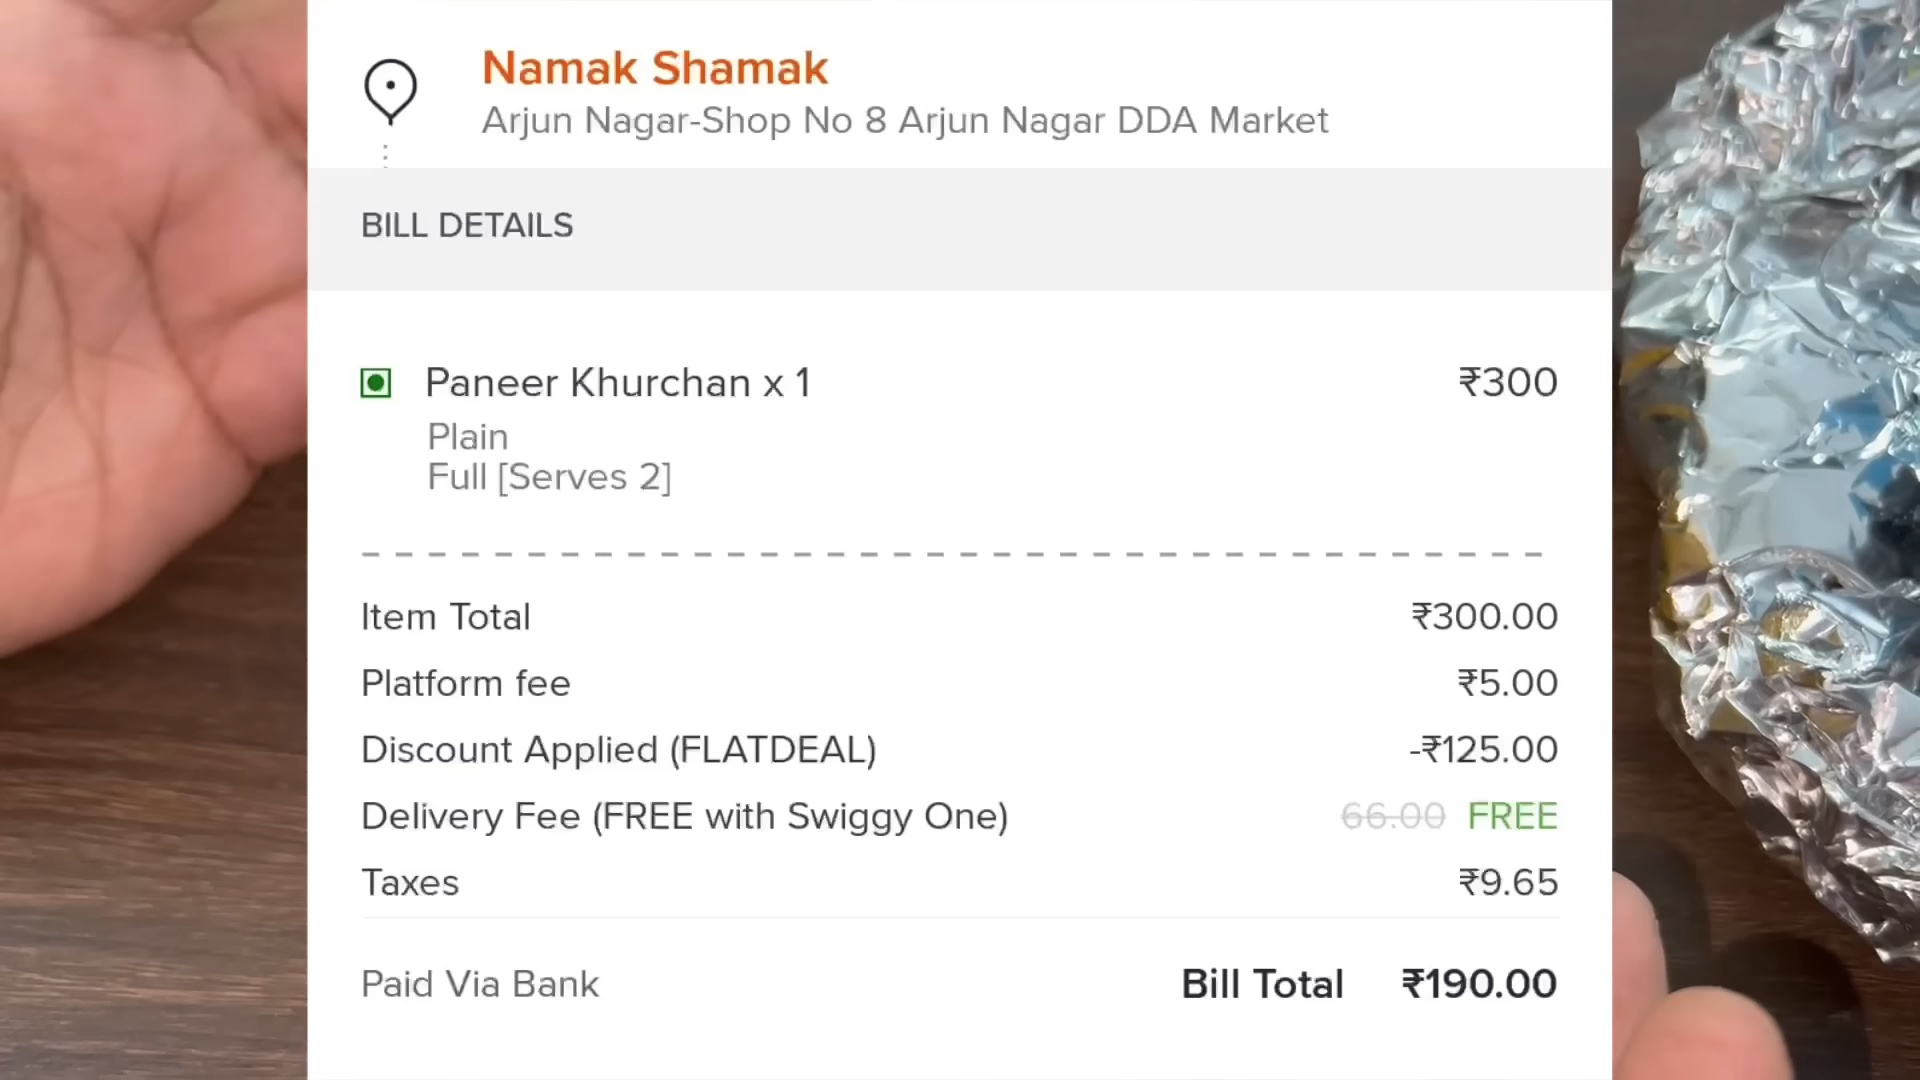 Namak Shamak
Arjun Nagar-Shop No 8 Arjun Nagar DDA Market
BILL DETAILS
Paneer Khurchan x 1 ₹300
Plain
Full [Serves 2]
Item Total ₹300.00
Platform fee ₹5.00
Discount Applied (FLATDEAL) -₹125.00
Delivery Fee (FREE with Swiggy One) 66.00 FREE
Taxes ₹9.65
Paid Via Bank Bill Total ₹190.00